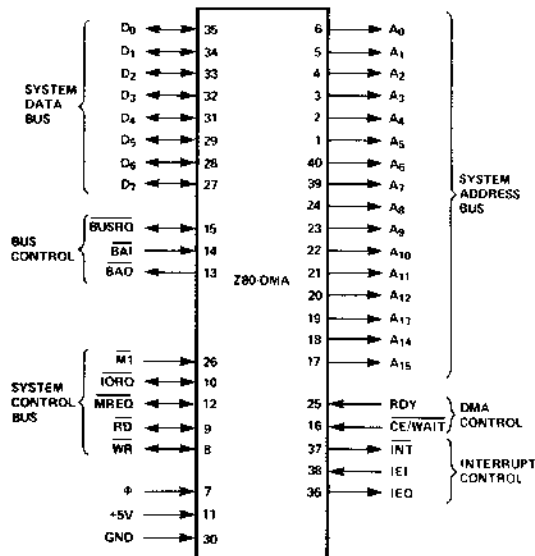 D0 35 6 A0
D1 34 5 A1
D2 33 4 A2
D3 32 3 A3
D4 31 2 A4
D5 29 1 A5
D6 28 40 A6
D7 27 39 A7
SYSTEM
DATA
BUS
24 A8
BUSRQ 15 23 A9
BAI 14 22 A10
BAO 13 21 A11
BUS
CONTROL
Z80-DMA
20 A12
19 A13
18 A14
17 A15
SYSTEM
ADDRESS
BUS
M1 26
IORQ 10
MREQ 12
RD 9
WR 8
SYSTEM
CONTROL
BUS
25 RDY
16 CE/WAIT
DMA
CONTROL
37 INT
38 IEI
36 IEO
INTERRUPT
CONTROL
Φ 7
+5V 11
GND 30